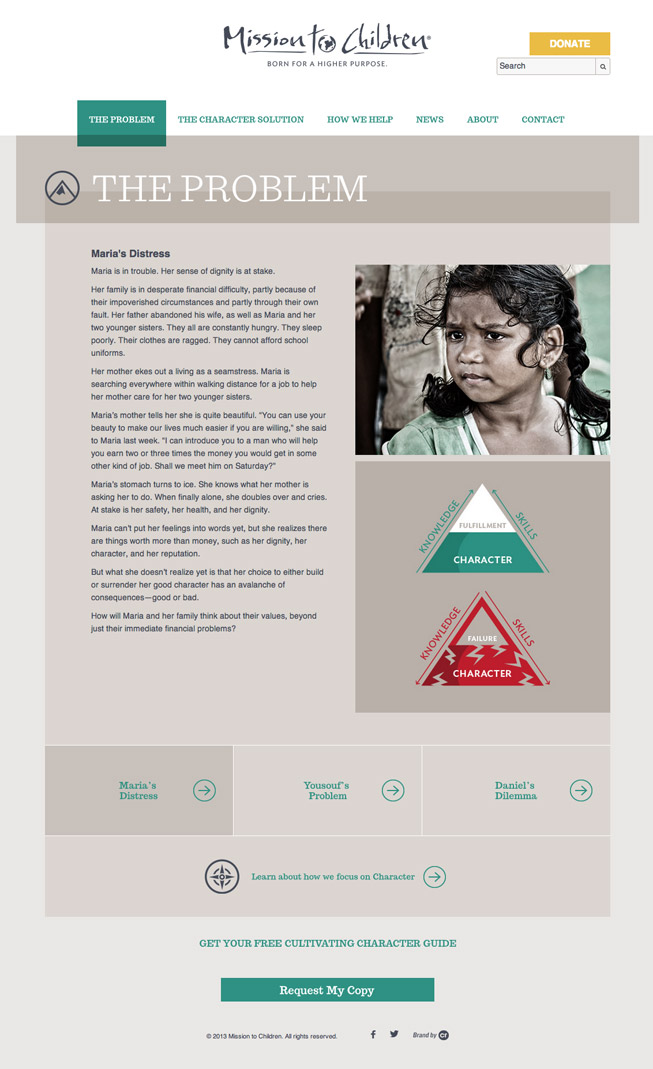 Mission to Children®
BORN FOR A HIGHER PURPOSE.
DONATE
Search
THE PROBLEM
THE CHARACTER SOLUTION
HOW WE HELP
NEWS
ABOUT
CONTACT
THE PROBLEM
Maria's Distress
Maria is in trouble. Her sense of dignity is at stake.
Her family is in desperate financial difficulty, partly because of
their impoverished circumstances and partly through their own
fault. Her father abandoned his wife, as well as Maria and her
two younger sisters. They all are constantly hungry. They sleep
poorly. Their clothes are ragged. They cannot afford school
uniforms.
Her mother ekes out a living as a seamstress. Maria is
searching everywhere within walking distance for a job to help
her mother care for her two younger sisters.
Maria's mother tells her she is quite beautiful. “You can use your
beauty to make our lives much easier if you are willing,” she said
to Maria last week. “I can introduce you to a man who will help
you earn two or three times the money you would get in some
other kind of job. Shall we meet him on Saturday?”
Maria's stomach turns to ice. She knows what her mother is
asking her to do. When finally alone, she doubles over and cries.
At stake is her safety, her health, and her dignity.
Maria can't put her feelings into words yet, but she realizes there
are things worth more than money, such as her dignity, her
character, and her reputation.
But what she doesn't realize yet is that her choice to either build
or surrender her good character has an avalanche of
consequences—good or bad.
How will Maria and her family think about their values, beyond
just their immediate financial problems?
KNOWLEDGE
SKILLS
FULFILLMENT
CHARACTER
KNOWLEDGE
SKILLS
FAILURE
CHARACTER
Maria's
Distress
Yousouf's
Problem
Daniel's
Dilemma
Learn about how we focus on Character
GET YOUR FREE CULTIVATING CHARACTER GUIDE
Request My Copy
© 2013 Mission to Children. All rights reserved.
Brand by cr